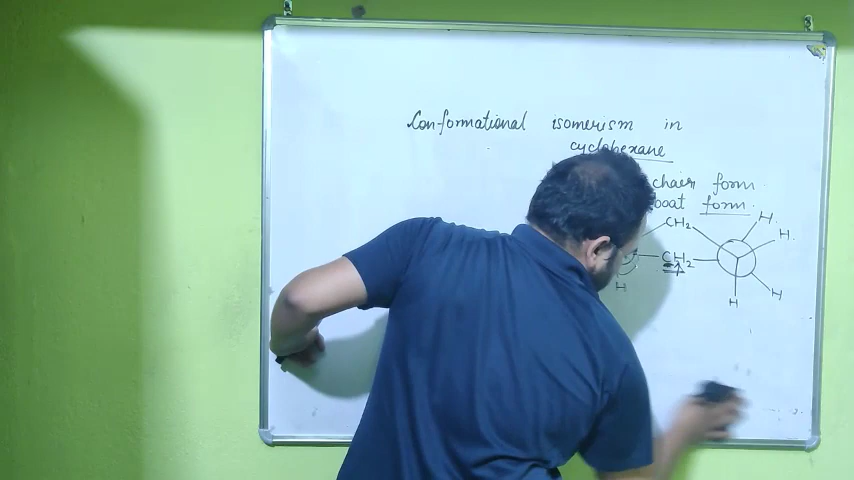 Conformational isomerism in
cyclohexane
chair form
boat form.
CH₂ H.
H.
CH₂
H H H